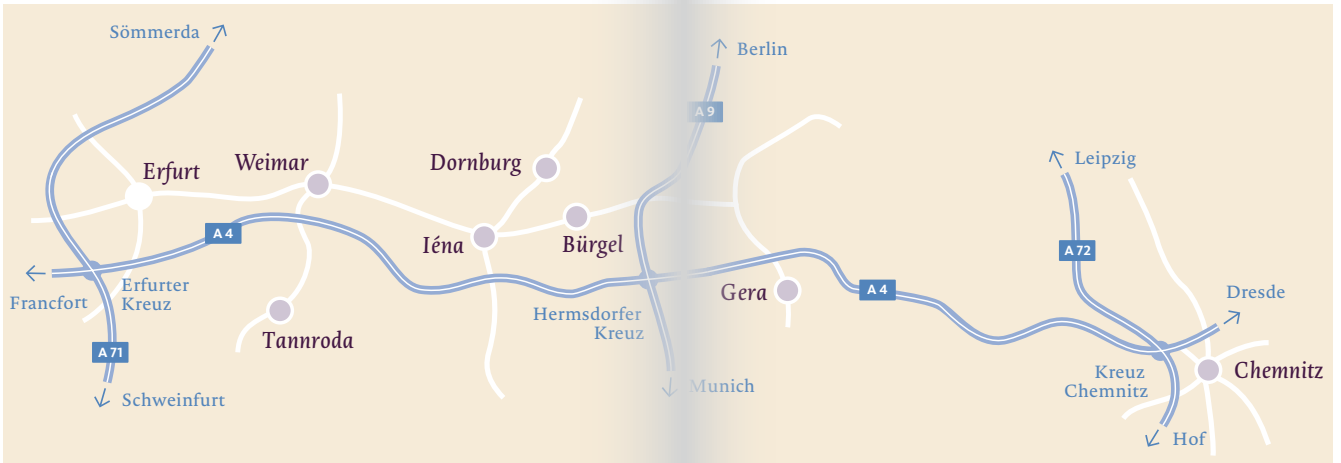 Sömmerda
Berlin
A 9
Erfurt
Weimar
Dornburg
Leipzig
A 4
Iéna
Bürgel
A 72
Francfort
Erfurter
Kreuz
Hermsdorfer
Kreuz
Gera
A 4
Dresde
Tannroda
A 71
Schweinfurt
Munich
Kreuz
Chemnitz
Chemnitz
Hof